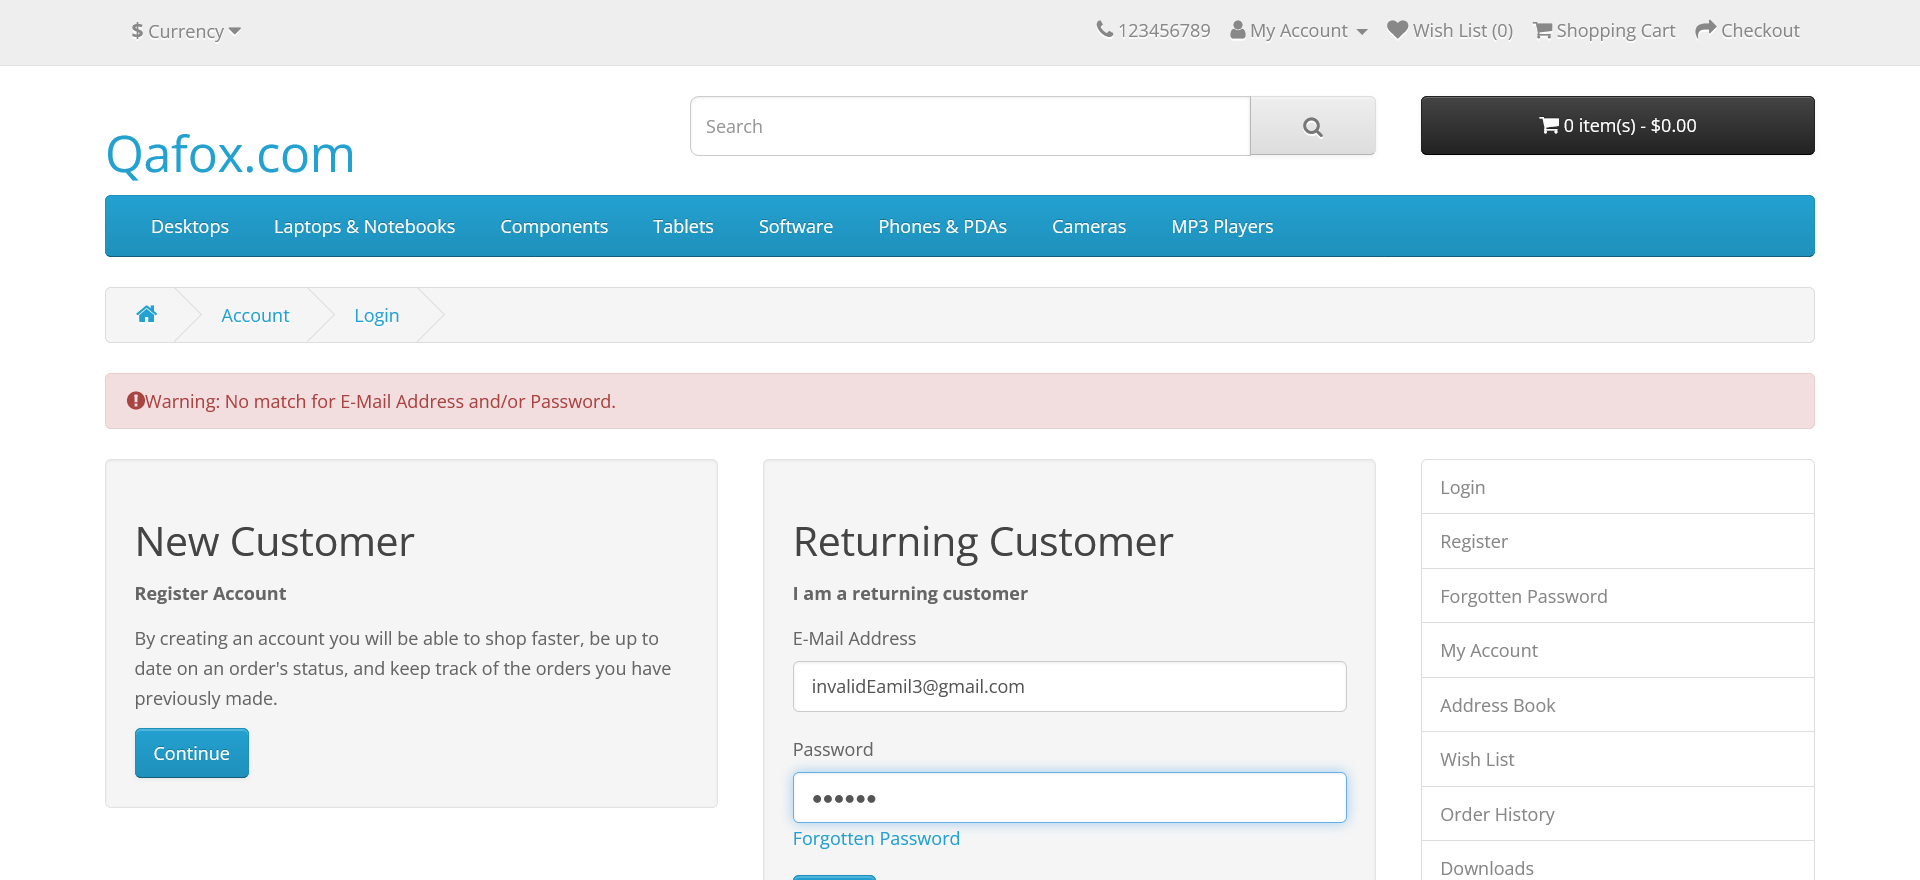 $ Currency
123456789 My Account Wish List (0) Shopping Cart Checkout
Qafox.com
Search
0 item(s) - $0.00
Desktops Laptops & Notebooks Components Tablets Software Phones & PDAs Cameras MP3 Players
Account Login
Warning: No match for E-Mail Address and/or Password.
New Customer
Register Account
By creating an account you will be able to shop faster, be up to
date on an order's status, and keep track of the orders you have
previously made.
Continue
Returning Customer
I am a returning customer
E-Mail Address
invalidEamil3@gmail.com
Password
••••••
Forgotten Password
Login
Register
Forgotten Password
My Account
Address Book
Wish List
Order History
Downloads